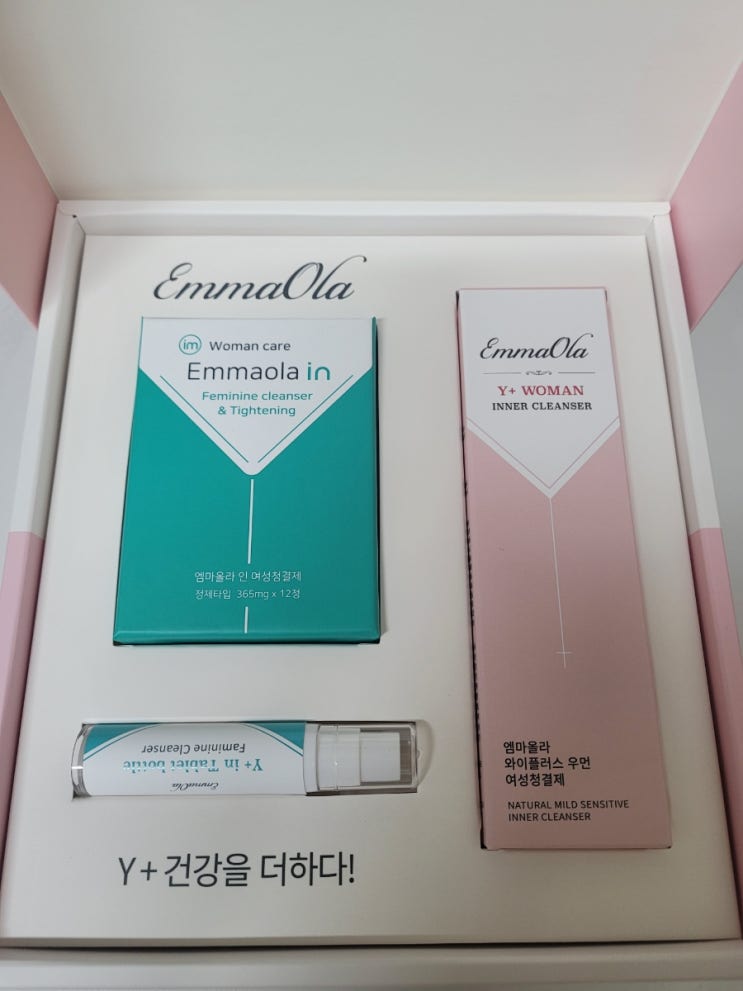 EmmaOla
im Woman care
Emmaola in
Feminine cleanser
& Tightening
엠마올라 인 여성청결제
정제타입 365mg x 12정
EmmaOla
Y+ WOMAN
INNER CLEANSER
엠마올라
와이플러스 우먼
여성청결제
NATURAL MILD SENSITIVE
INNER CLEANSER
EmmaOla
Y+ in Tablet bottle
Faminine Cleanser
Y+ 건강을 더하다!